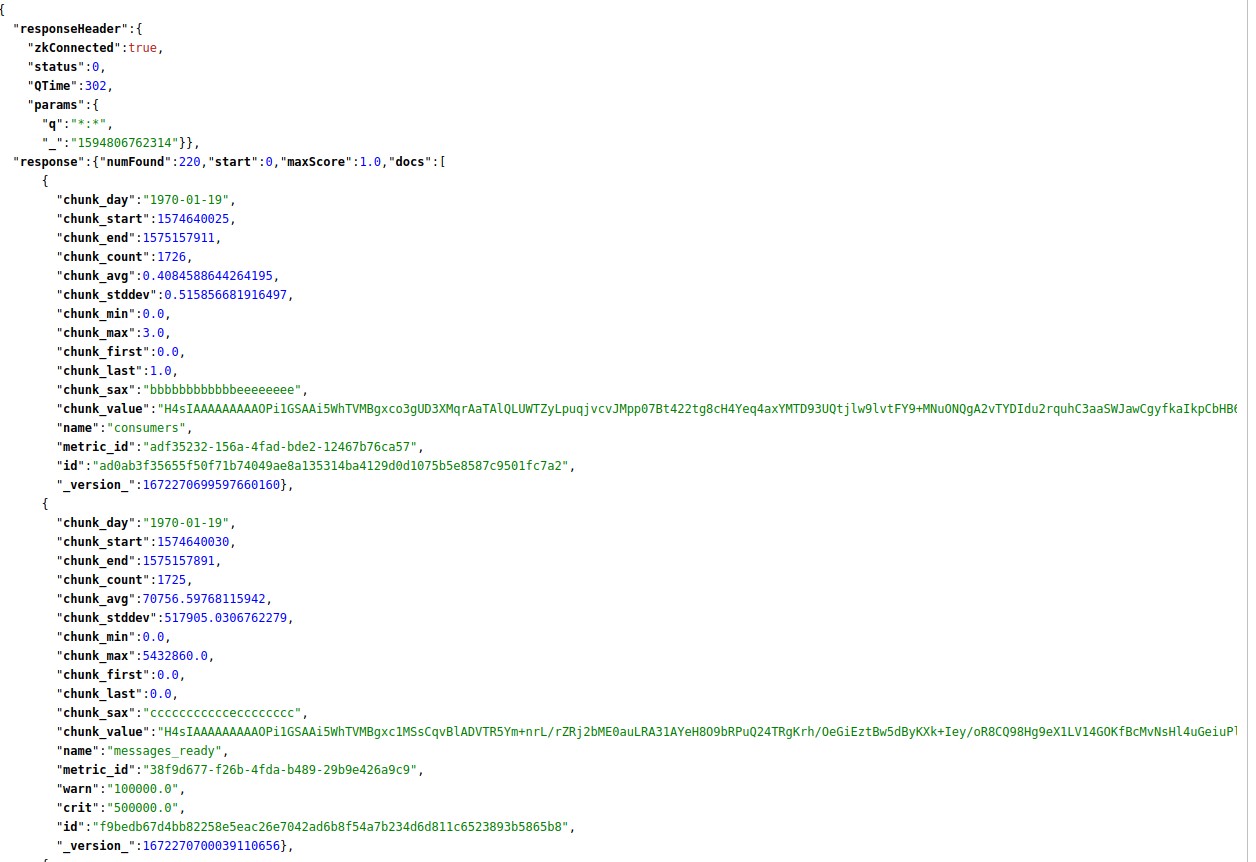 {
"responseHeader":{
"zkConnected":true,
"status":0,
"QTime":302,
"params":{
"q":"*:*",
"_":"1594806762314"}},
"response":{"numFound":220,"start":0,"maxScore":1.0,"docs":[
{
"chunk_day":"1970-01-19",
"chunk_start":1574640025,
"chunk_end":1575157911,
"chunk_count":1726,
"chunk_avg":0.4084588644264195,
"chunk_stddev":0.515856681916497,
"chunk_min":0.0,
"chunk_max":3.0,
"chunk_first":0.0,
"chunk_last":1.0,
"chunk_sax":"bbbbbbbbbbbbeeeeeeee",
"chunk_value":"H4sIAAAAAAAAAOPi1GSAAi5WhTVMBgxco3gUD3XMqrAaTAlQLUWTZyLpuqjvcvJMpp07Bt422tg8cH4Yeq4axYMTD93UQtjlw9lvtFY9+MNuONQgA2vTYDIdu2rquhC3aaSWJawCgyfkaIkpCbHB6
"name":"consumers",
"metric_id":"adf35232-156a-4fad-bde2-12467b76ca57",
"id":"ad0ab3f35655f50f71b74049ae8a135314ba4129d0d1075b5e8587c9501fc7a2",
"_version_":1672270699597660160},
{
"chunk_day":"1970-01-19",
"chunk_start":1574640030,
"chunk_end":1575157891,
"chunk_count":1725,
"chunk_avg":70756.59768115942,
"chunk_stddev":517905.0306762279,
"chunk_min":0.0,
"chunk_max":5432860.0,
"chunk_first":0.0,
"chunk_last":0.0,
"chunk_sax":"ccccccccccceccccccccc",
"chunk_value":"H4sIAAAAAAAAAOPi1GSAAi5WhTVMBgxc1MSsCqvBlADVTR5Ym+nrL/rZRj2bME0auLRA31AYeH8O9bRPuQ24TRgKrh/OeGiEztBw5dByKXk+Iey/oR8CQ98Hg9eX1LV14GOKfBcMvNsHl4uGeiuPl
"name":"messages_ready",
"metric_id":"38f9d677-f26b-4fda-b489-29b9e426a9c9",
"warn":"100000.0",
"crit":"500000.0",
"id":"f9bedb67d4bb82258e5eac26e7042ad6b8f54a7b234d6d811c6523893b5865b8",
"_version_":1672270700039110656},